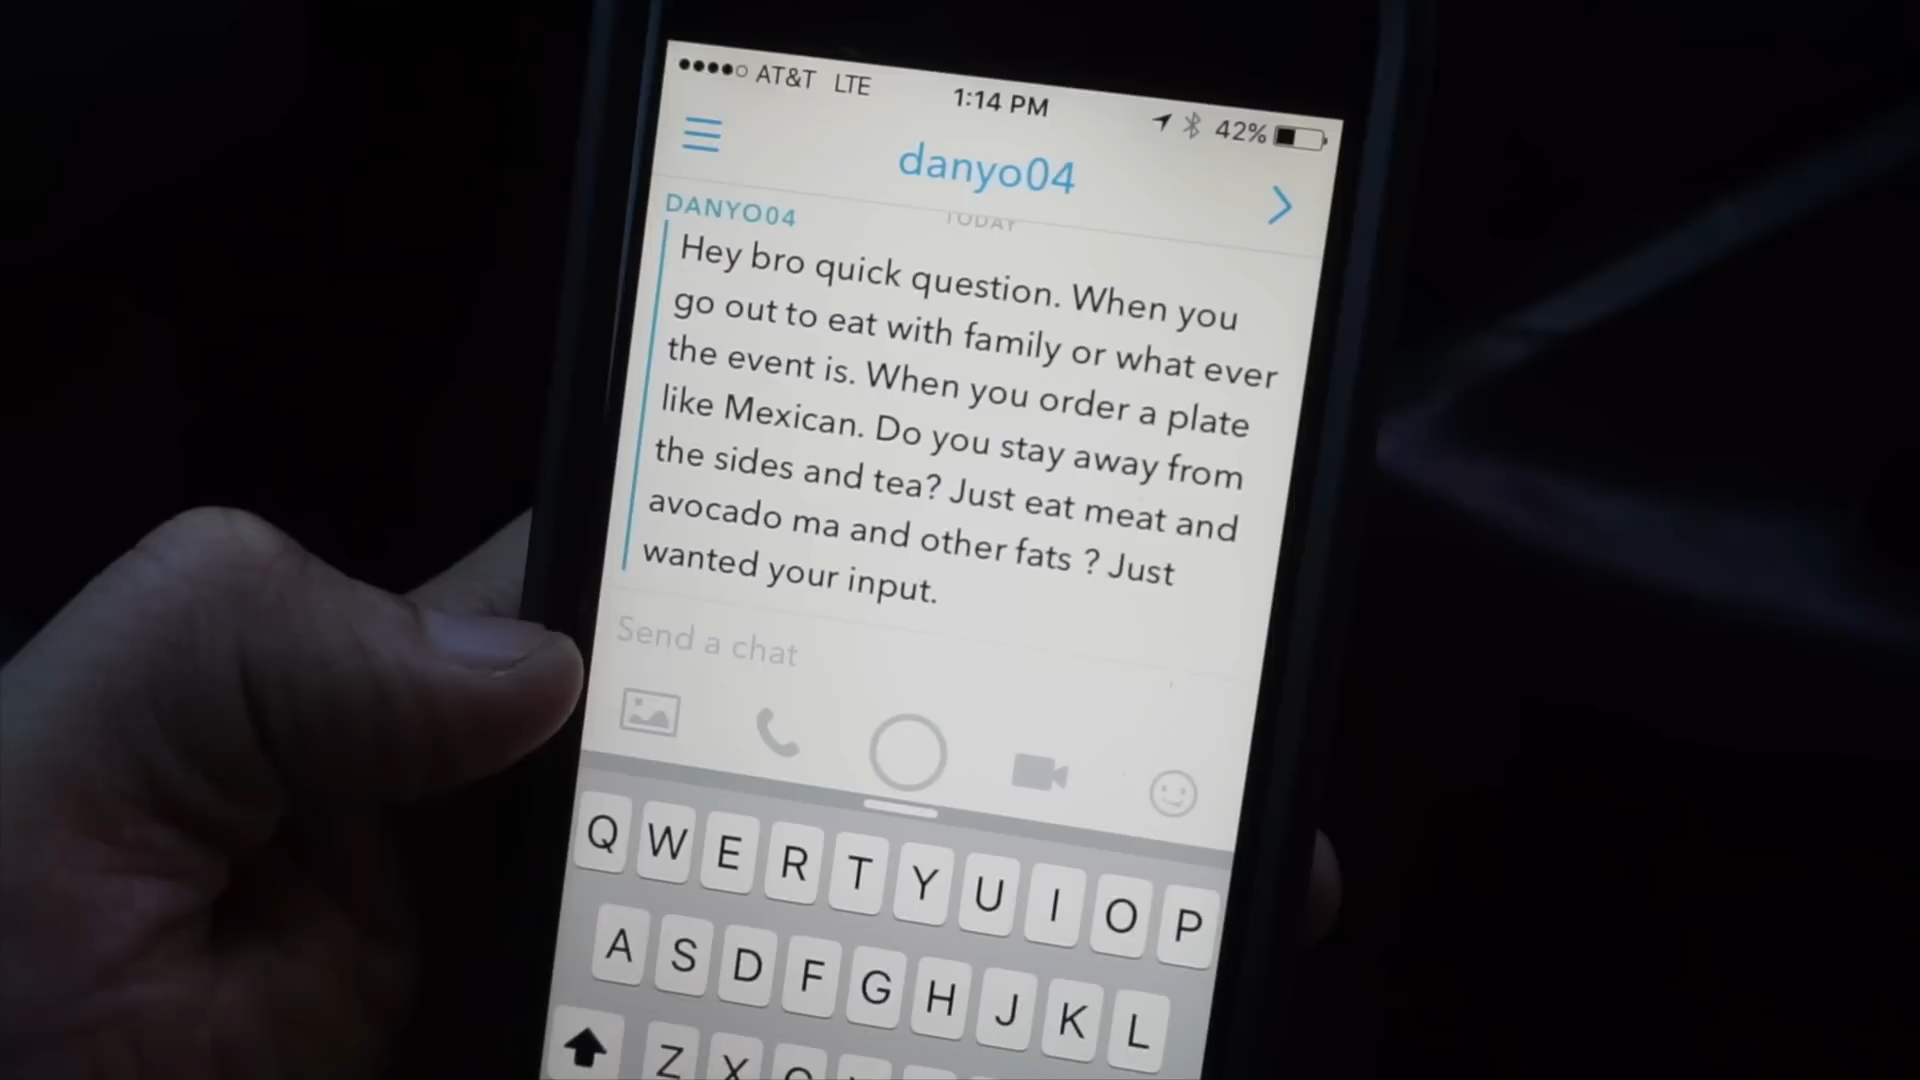 AT&T LTE 1:14 PM 42%
danyo04
TODAY
DANYO04
Hey bro quick question. When you
go out to eat with family or what ever
the event is. When you order a plate
like Mexican. Do you stay away from
the sides and tea? Just eat meat and
avocado ma and other fats ? Just
wanted your input.
Send a chat
Q W E R T Y U I O P
A S D F G H J K L
Z X